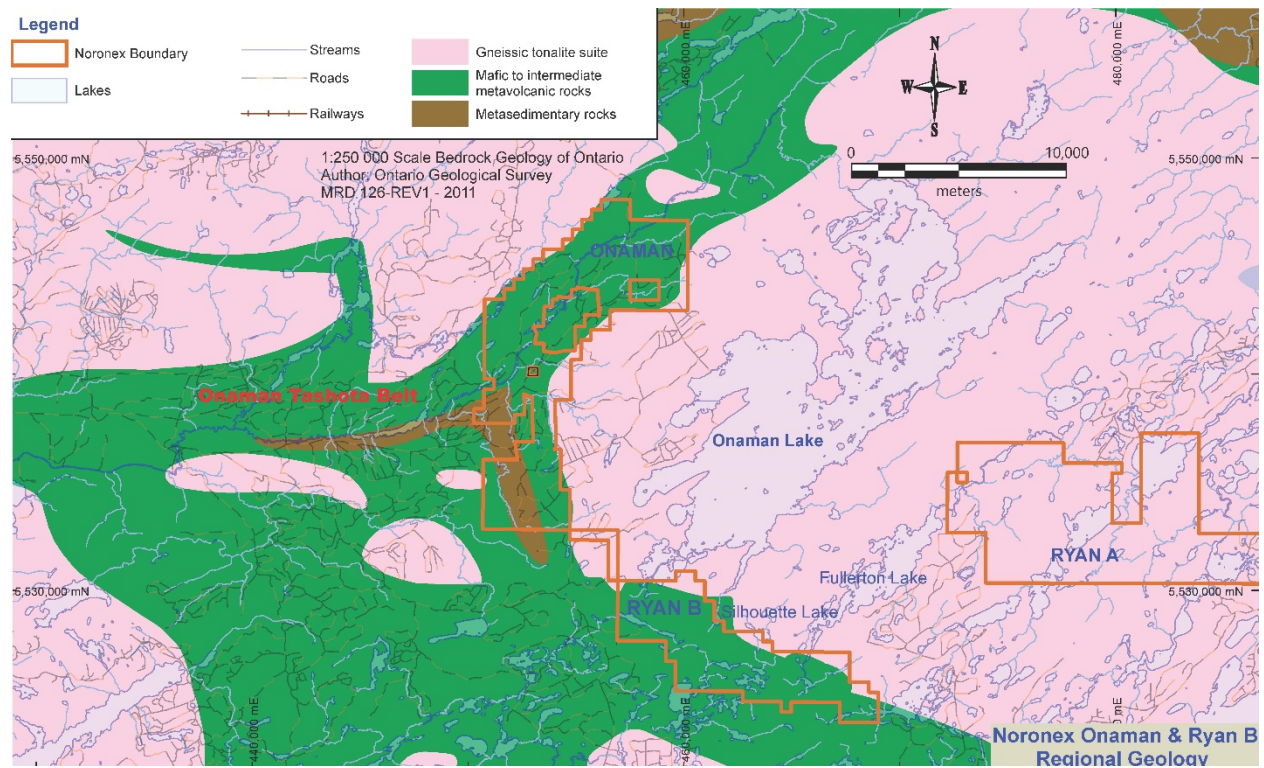 Legend
Noronex Boundary
Lakes
Streams
Roads
Railways
Gneissic tonalite suite
Mafic to intermediate
metavolcanic rocks
Metasedimentary rocks
460,000 mE
480,000 mE
N
W E
S
0 10,000
meters
5,550,000 mN
5,550,000 mN
1:250 000 Scale Bedrock Geology of Ontario
Author: Ontario Geological Survey
MRD 126-REV1 - 2011
ONAMAN
Onaman Tashota Belt
Onaman Lake
RYAN A
Fullerton Lake
5,530,000 mN
5,530,000 mN
RYAN B
Silhouette Lake
440,000 mE
460,000 mE
480,000 mE
Noronex Onaman & Ryan B
Regional Geology